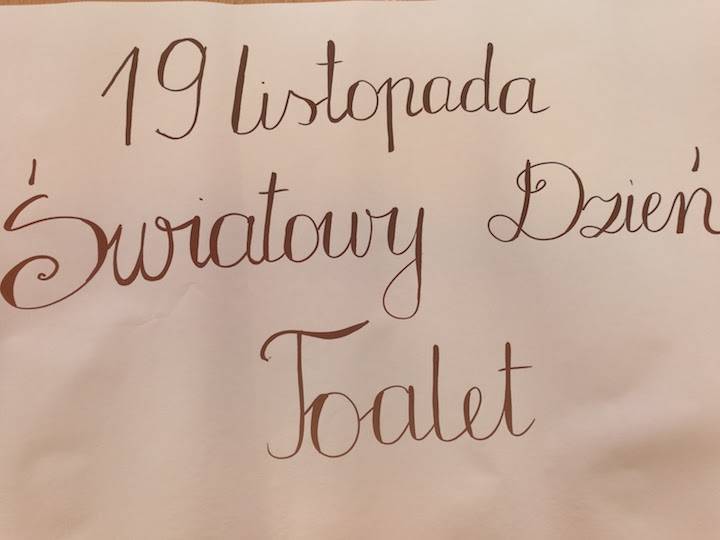 19 listopada
Światowy Dzień
Toalet